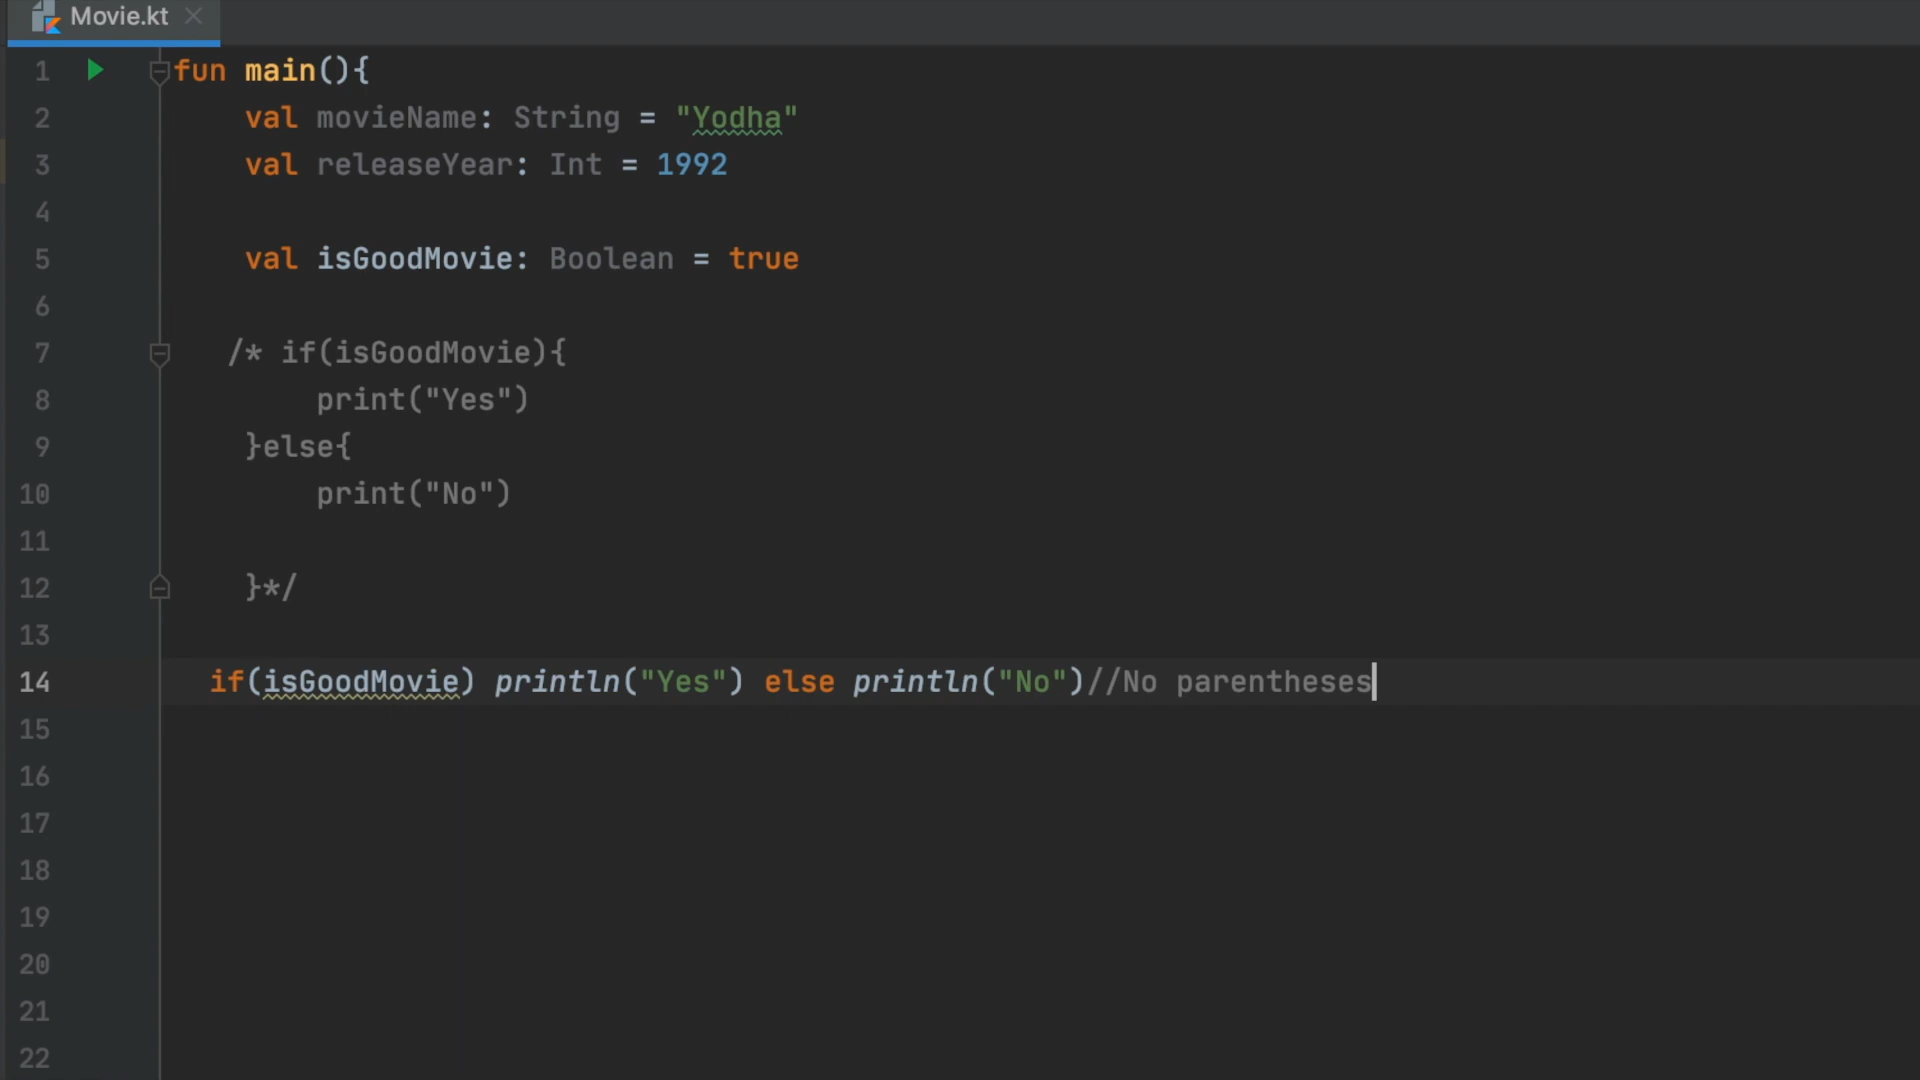 Movie.kt
1 fun main(){
2 val movieName: String = "Yodha"
3 val releaseYear: Int = 1992
4
5 val isGoodMovie: Boolean = true
6
7 /* if(isGoodMovie){
8 print("Yes")
9 }else{
10 print("No")
11
12 }*/
13
14 if(isGoodMovie) println("Yes") else println("No")//No parentheses
15
16
17
18
19
20
21
22